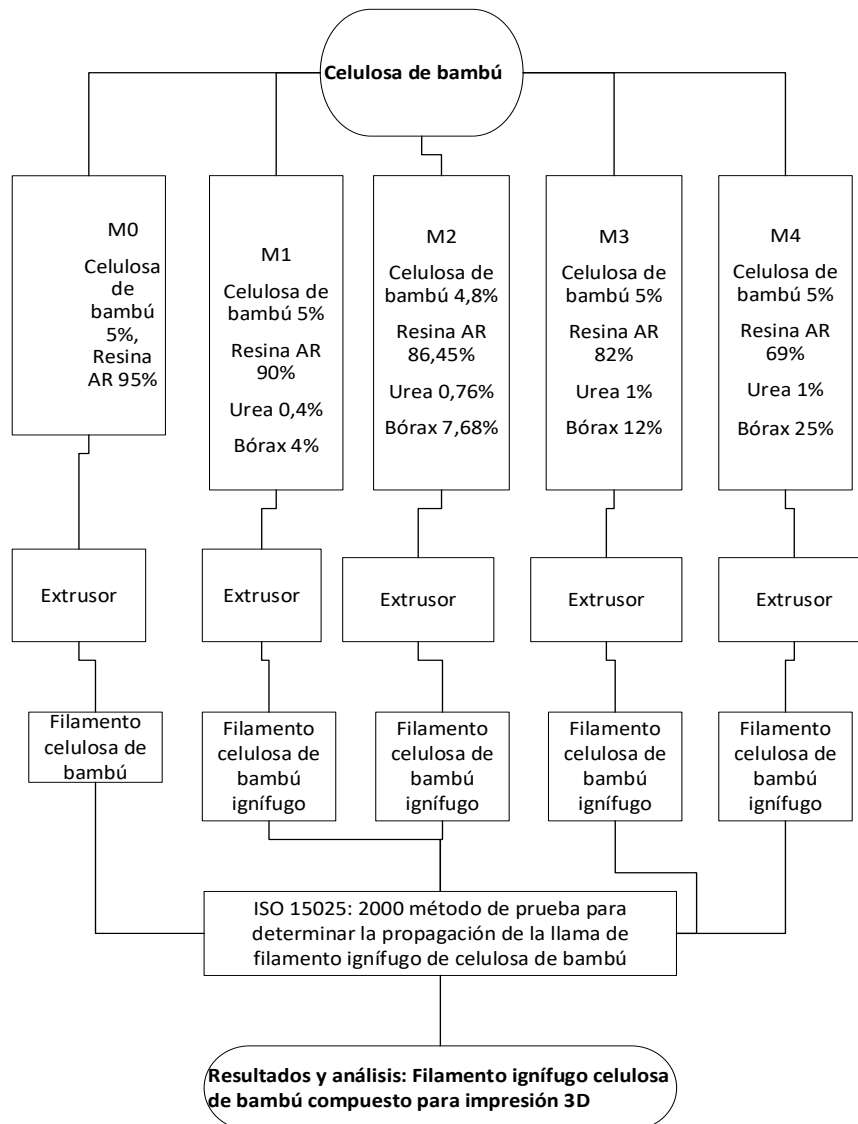 Celulosa de bambú
M0
Celulosa
de
bambú
5%,
Resina
AR 95%
M1
Celulosa de
bambú 5%
Resina AR
90%
Urea 0,4%
Bórax 4%
M2
Celulosa de
bambú 4,8%
Resina AR
86,45%
Urea 0,76%
Bórax 7,68%
M3
Celulosa de
bambú 5%
Resina AR
82%
Urea 1%
Bórax 12%
M4
Celulosa de
bambú 5%
Resina AR
69%
Urea 1%
Bórax 25%
Extrusor
Extrusor
Extrusor
Extrusor
Extrusor
Filamento
celulosa de
bambú
Filamento
celulosa de
bambú
ignífugo
Filamento
celulosa de
bambú
ignífugo
Filamento
celulosa de
bambú
ignífugo
Filamento
celulosa de
bambú
ignífugo
ISO 15025: 2000 método de prueba para
determinar la propagación de la llama de
filamento ignífugo de celulosa de bambú
Resultados y análisis: Filamento ignífugo celulosa
de bambú compuesto para impresión 3D